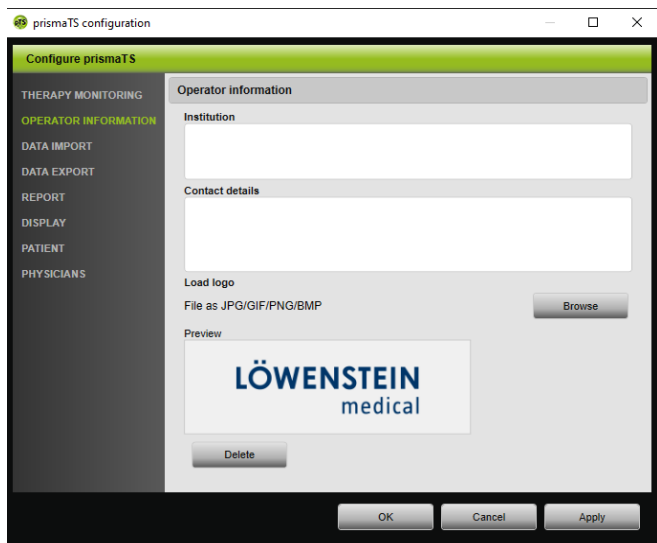 prismaTS configuration
Configure prismaTS
THERAPY MONITORING
OPERATOR INFORMATION
DATA IMPORT
DATA EXPORT
REPORT
DISPLAY
PATIENT
PHYSICIANS
Operator information
Institution
Contact details
Load logo
File as JPG/GIF/PNG/BMP
Browse
Preview
LÖWENSTEIN
medical
Delete
OK
Cancel
Apply